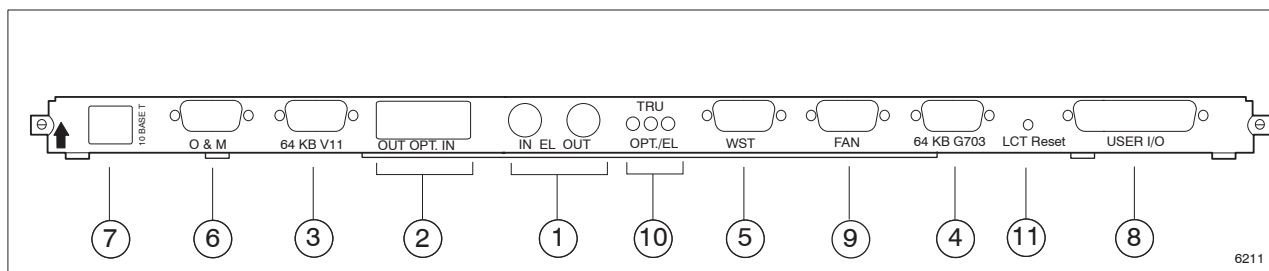 10 BASE T
O & M
64 KB V11
OUT OPT. IN
IN EL OUT
TRU
OPT./EL
WST
FAN
64 KB G703
LCT Reset
USER I/O
7
6
3
2
1
10
5
9
4
11
8
6211